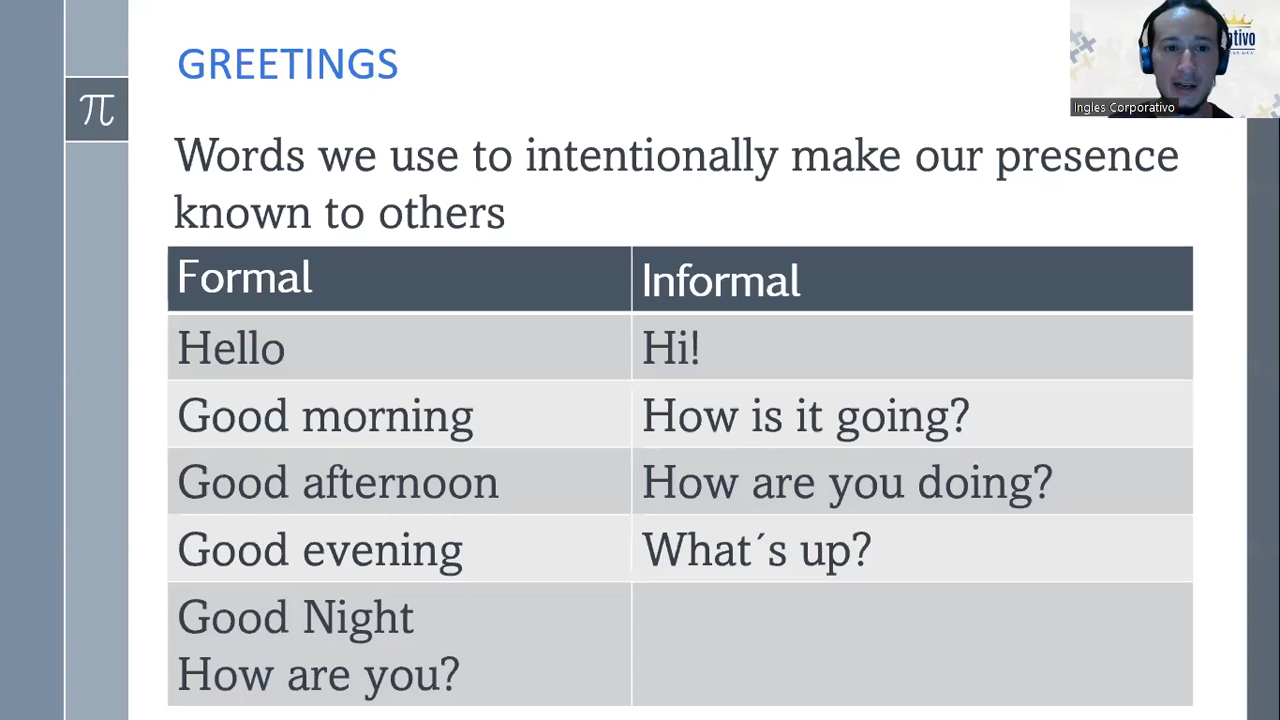 GREETINGS
π
Words we use to intentionally make our presence
known to others
Formal
Informal
Hello
Hi!
Good morning
How is it going?
Good afternoon
How are you doing?
Good evening
What´s up?
Good Night
How are you?
Ingles Corporativo